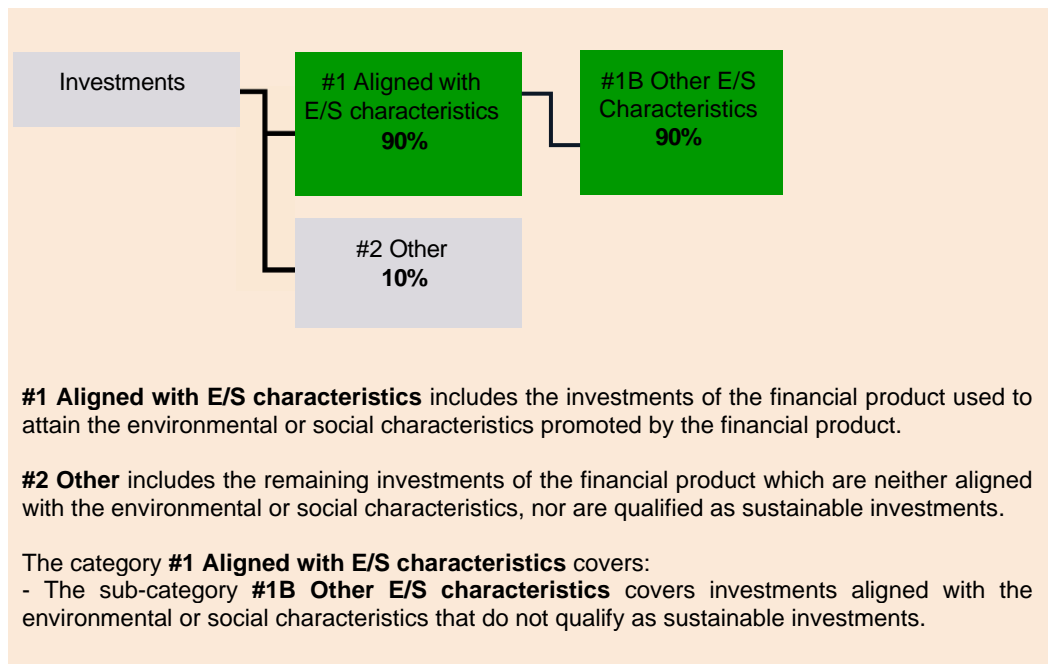 Investments
#1 Aligned with
E/S characteristics
90%
#1B Other E/S
Characteristics
90%
#2 Other
10%
#1 Aligned with E/S characteristics includes the investments of the financial product used to
attain the environmental or social characteristics promoted by the financial product.
#2 Other includes the remaining investments of the financial product which are neither aligned
with the environmental or social characteristics, nor are qualified as sustainable investments.
The category #1 Aligned with E/S characteristics covers:
- The sub-category #1B Other E/S characteristics covers investments aligned with the
environmental or social characteristics that do not qualify as sustainable investments.